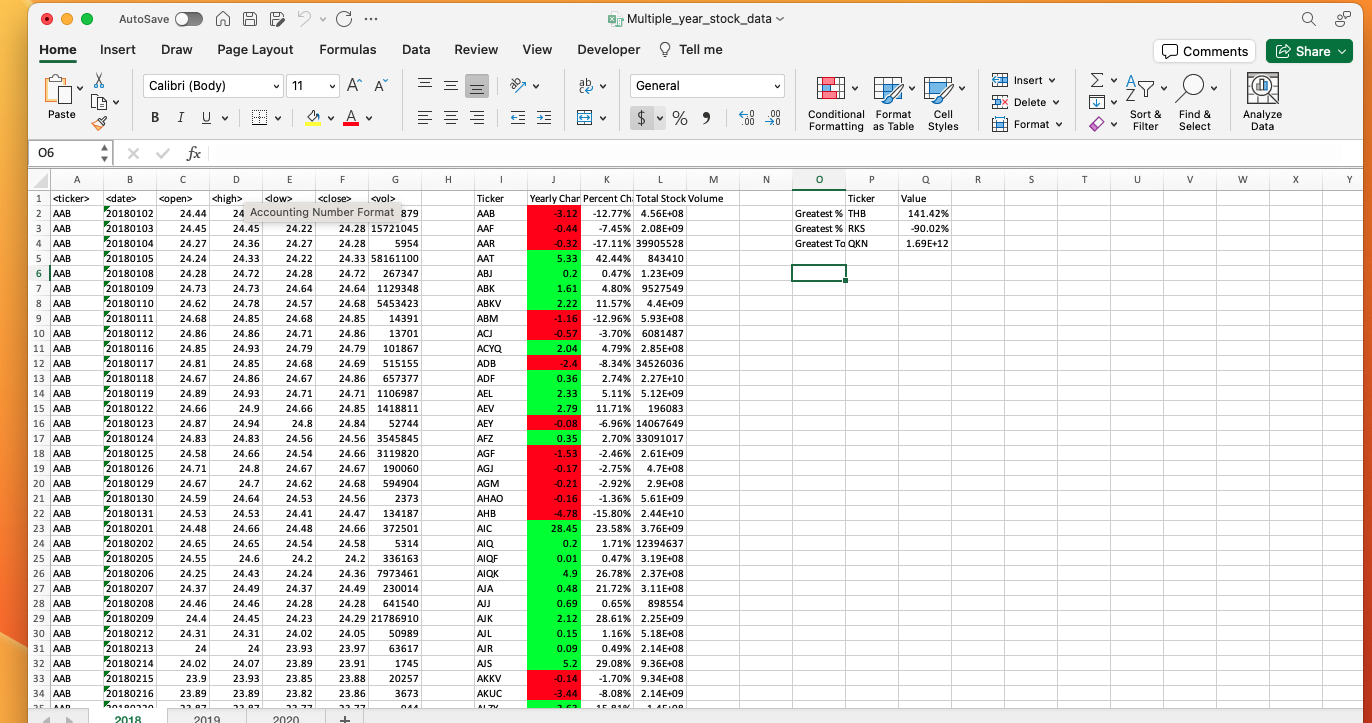 AutoSave Multiple_year_stock_data
Home Insert Draw Page Layout Formulas Data Review View Developer Tell me Comments Share
Paste Calibri (Body) 11 A A ab General Insert Delete Format
B I U A $ % Conditional Formatting Format as Table Cell Styles Sort & Filter Find & Select Analyze Data
O6 fx
A B C D E F G H I J K L M N O P Q R S T U V W X Y
1 <ticker> <date> <open> <high> <low> <close> <vol> Ticker Yearly Chan Percent Ch Total Stock Volume Ticker Value
Accounting Number Format
2 AAB 20180102 24.44 24 879 AAB -3.12 -12.77% 4.56E+08 Greatest % THB 141.42%
3 AAB 20180103 24.45 24.45 24.22 24.28 15721045 AAF -0.44 -7.45% 2.08E+09 Greatest % RKS -90.02%
4 AAB 20180104 24.27 24.36 24.27 24.28 5954 AAR -0.32 -17.11% 39905528 Greatest To QKN 1.69E+12
5 AAB 20180105 24.24 24.33 24.22 24.33 58161100 AAT 5.33 42.44% 843410
6 AAB 20180108 24.28 24.72 24.28 24.72 267347 ABJ 0.2 0.47% 1.23E+09
7 AAB 20180109 24.73 24.73 24.64 24.64 1129348 ABK 1.61 4.80% 9527549
8 AAB 20180110 24.62 24.78 24.57 24.68 5453423 ABKV 2.22 11.57% 4.4E+09
9 AAB 20180111 24.68 24.85 24.68 24.85 14391 ABM -1.16 -12.96% 5.93E+08
10 AAB 20180112 24.86 24.86 24.71 24.86 13701 ACJ -0.57 -3.70% 6081487
11 AAB 20180116 24.85 24.93 24.79 24.79 101867 ACYQ 2.04 4.79% 2.85E+08
12 AAB 20180117 24.81 24.85 24.68 24.69 515155 ADB -2.4 -8.34% 34526036
13 AAB 20180118 24.67 24.86 24.67 24.86 657377 ADF 0.36 2.74% 2.27E+10
14 AAB 20180119 24.89 24.93 24.71 24.71 1106987 AEL 2.33 5.11% 5.12E+09
15 AAB 20180122 24.66 24.9 24.66 24.85 1418811 AEV 2.79 11.71% 196083
16 AAB 20180123 24.87 24.94 24.8 24.84 52744 AEY -0.08 -6.96% 14067649
17 AAB 20180124 24.83 24.83 24.56 24.56 3545845 AFZ 0.35 2.70% 33091017
18 AAB 20180125 24.58 24.66 24.54 24.66 3119820 AGF -1.53 -2.46% 2.61E+09
19 AAB 20180126 24.71 24.8 24.67 24.67 190060 AGJ -0.17 -2.75% 4.7E+08
20 AAB 20180129 24.67 24.7 24.62 24.68 594904 AGM -0.21 -2.92% 2.9E+08
21 AAB 20180130 24.59 24.64 24.53 24.56 2373 AHAO -0.16 -1.36% 5.61E+09
22 AAB 20180131 24.53 24.53 24.41 24.47 134187 AHB -4.78 -15.80% 2.44E+10
23 AAB 20180201 24.48 24.66 24.48 24.66 372501 AIC 28.45 23.58% 3.76E+09
24 AAB 20180202 24.65 24.65 24.54 24.58 5314 AIQ 0.2 1.71% 12394637
25 AAB 20180205 24.55 24.6 24.2 24.2 336163 AIQF 0.01 0.47% 3.19E+08
26 AAB 20180206 24.25 24.43 24.24 24.36 7973461 AIQK 4.9 26.78% 2.37E+08
27 AAB 20180207 24.37 24.49 24.37 24.49 230014 AJA 0.48 21.72% 3.11E+08
28 AAB 20180208 24.46 24.46 24.28 24.28 641540 AJJ 0.69 0.65% 898554
29 AAB 20180209 24.4 24.45 24.23 24.29 21786910 AJK 2.12 28.61% 2.25E+09
30 AAB 20180212 24.31 24.31 24.02 24.05 50989 AJL 0.15 1.16% 5.18E+08
31 AAB 20180213 24 24 23.93 23.97 63617 AJR 0.09 0.49% 2.14E+08
32 AAB 20180214 24.02 24.07 23.89 23.91 1745 AJS 5.2 29.08% 9.36E+08
33 AAB 20180215 23.9 23.93 23.85 23.88 20257 AKKV -0.14 -1.70% 9.34E+08
34 AAB 20180216 23.89 23.89 23.82 23.86 3673 AKUC -3.44 -8.08% 2.14E+09
2018 2019 2020 +